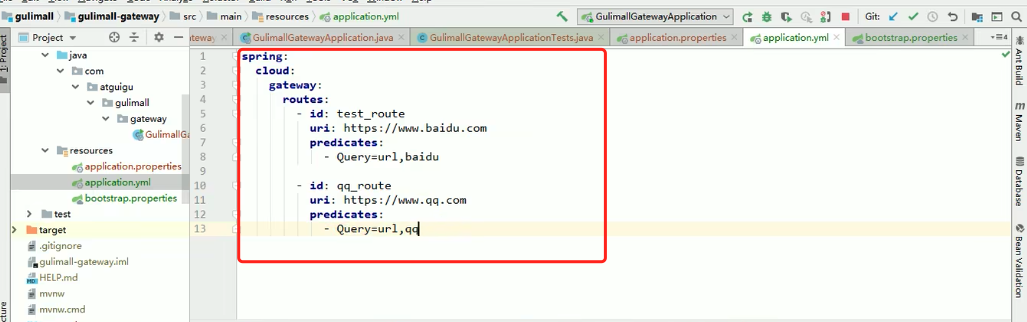 gulimall gulimall-gateway src main resources application.yml GulimallGatewayApplication Git:
Project GulimallGatewayApplication.java GulimallGatewayApplicationTests.java application.properties application.yml bootstrap.properties
1: Project
java
com
atguigu
gulimall
gateway
GulimallGa
resources
application.properties
application.yml
bootstrap.properties
test
target
.gitignore
gulimall-gateway.iml
HELP.md
mvnw
mvnw.cmd
1 spring:
2 cloud:
3 gateway:
4 routes:
5 - id: test_route
6 uri: https://www.baidu.com
7 predicates:
8 - Query=url,baidu
9
10 - id: qq_route
11 uri: https://www.qq.com
12 predicates:
13 - Query=url,qq
Ant Build
Maven
Database
Bean Validation